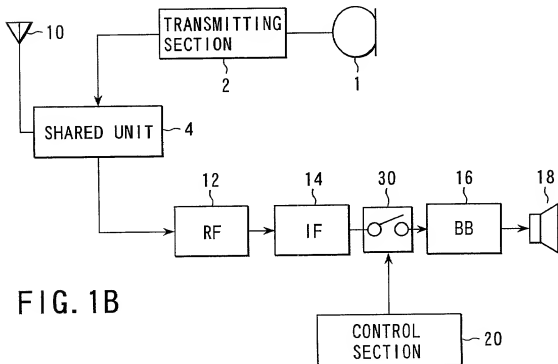 10
TRANSMITTING
SECTION
2
1
SHARED UNIT
4
12
14
30
16
18
RF
IF
BB
FIG. 1B
CONTROL
SECTION
20